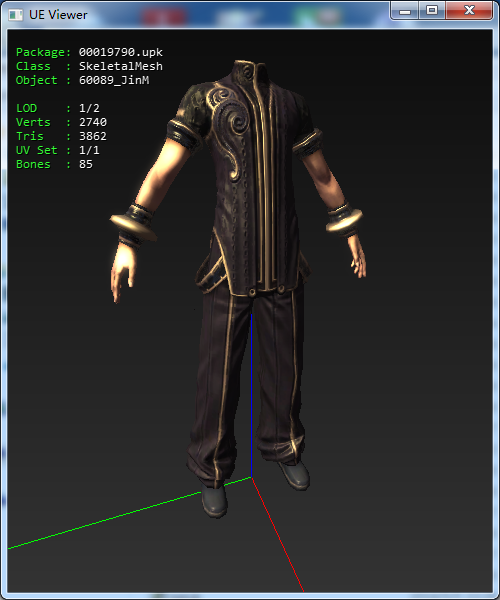 UE Viewer
Package: 00019790.upk
Class : SkeletalMesh
Object : 60089_JinM
LOD : 1/2
Verts : 2740
Tris : 3862
UV Set : 1/1
Bones : 85